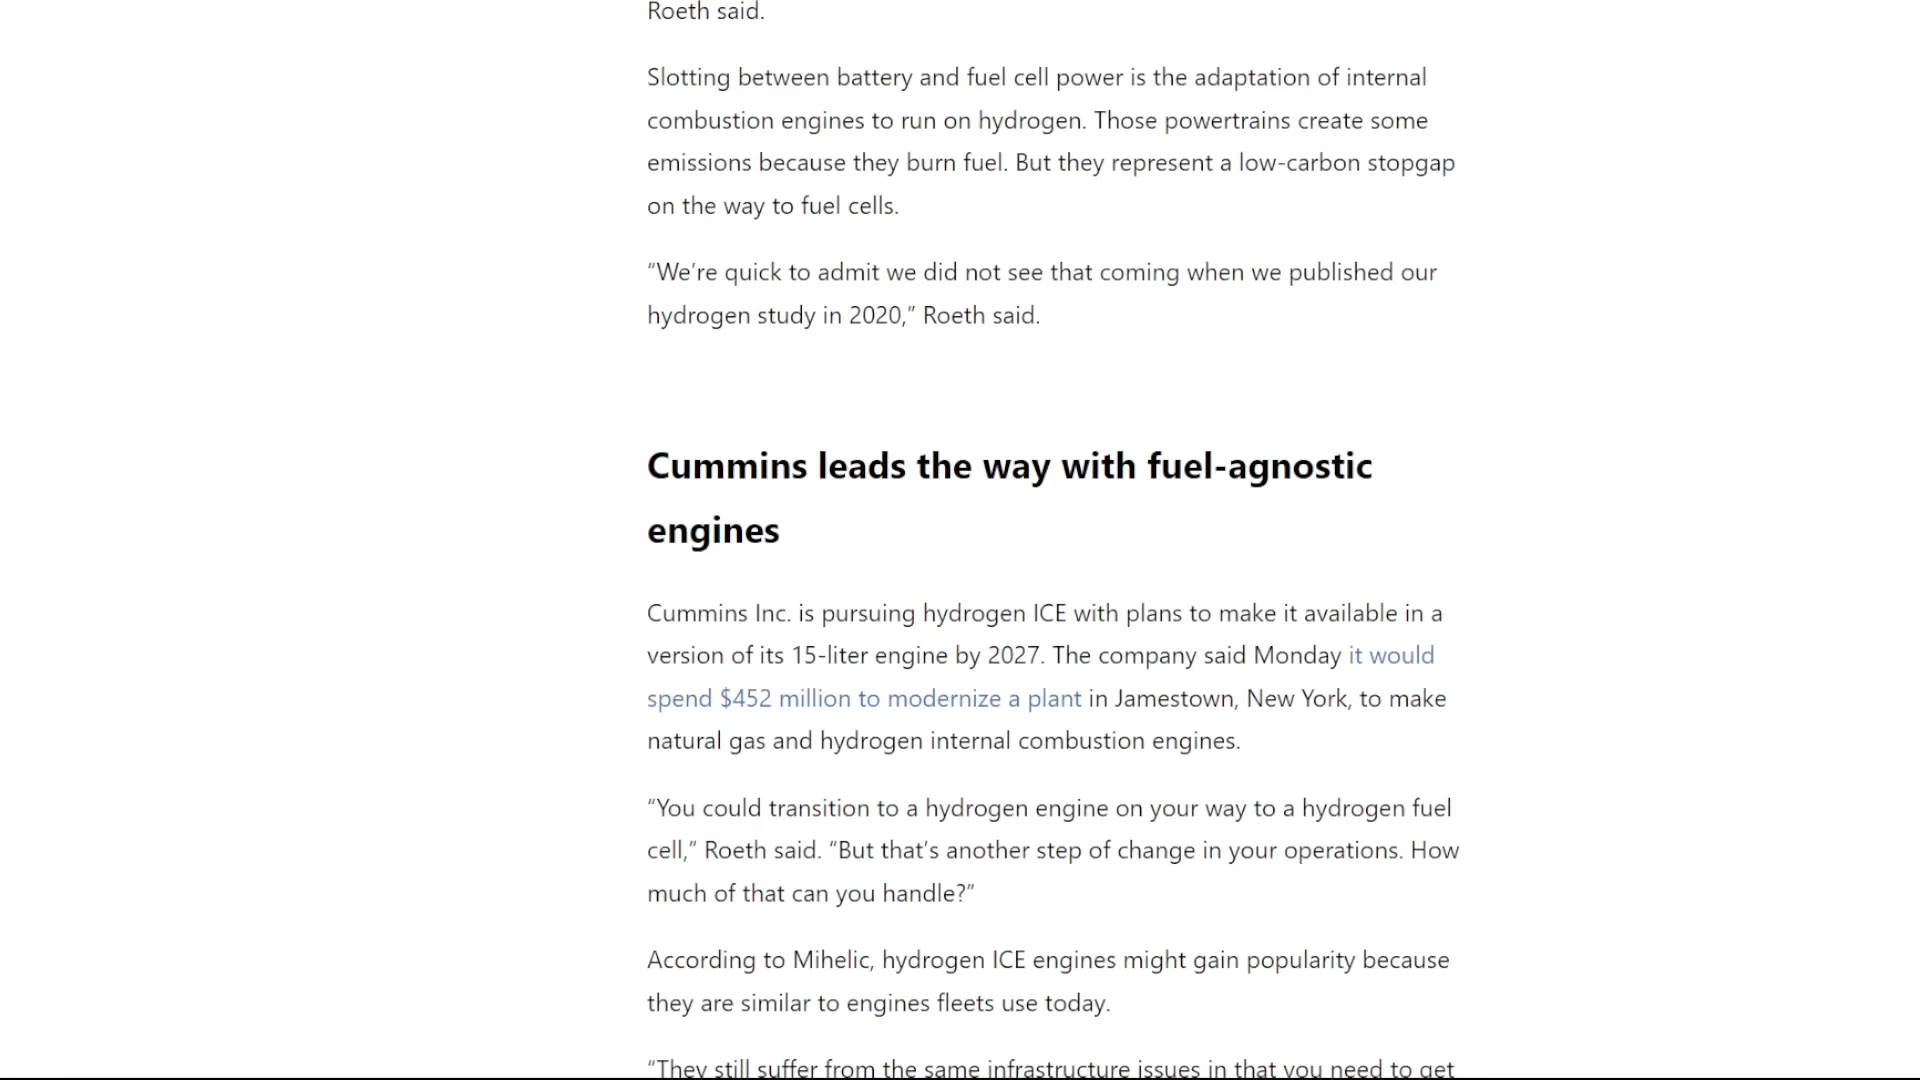 Roeth said.
Slotting between battery and fuel cell power is the adaptation of internal
combustion engines to run on hydrogen. Those powertrains create some
emissions because they burn fuel. But they represent a low-carbon stopgap
on the way to fuel cells.
“We’re quick to admit we did not see that coming when we published our
hydrogen study in 2020,” Roeth said.
Cummins leads the way with fuel-agnostic
engines
Cummins Inc. is pursuing hydrogen ICE with plans to make it available in a
version of its 15-liter engine by 2027. The company said Monday it would
spend $452 million to modernize a plant in Jamestown, New York, to make
natural gas and hydrogen internal combustion engines.
“You could transition to a hydrogen engine on your way to a hydrogen fuel
cell,” Roeth said. “But that’s another step of change in your operations. How
much of that can you handle?”
According to Mihelic, hydrogen ICE engines might gain popularity because
they are similar to engines fleets use today.
“They still suffer from the same infrastructure issues in that you need to get